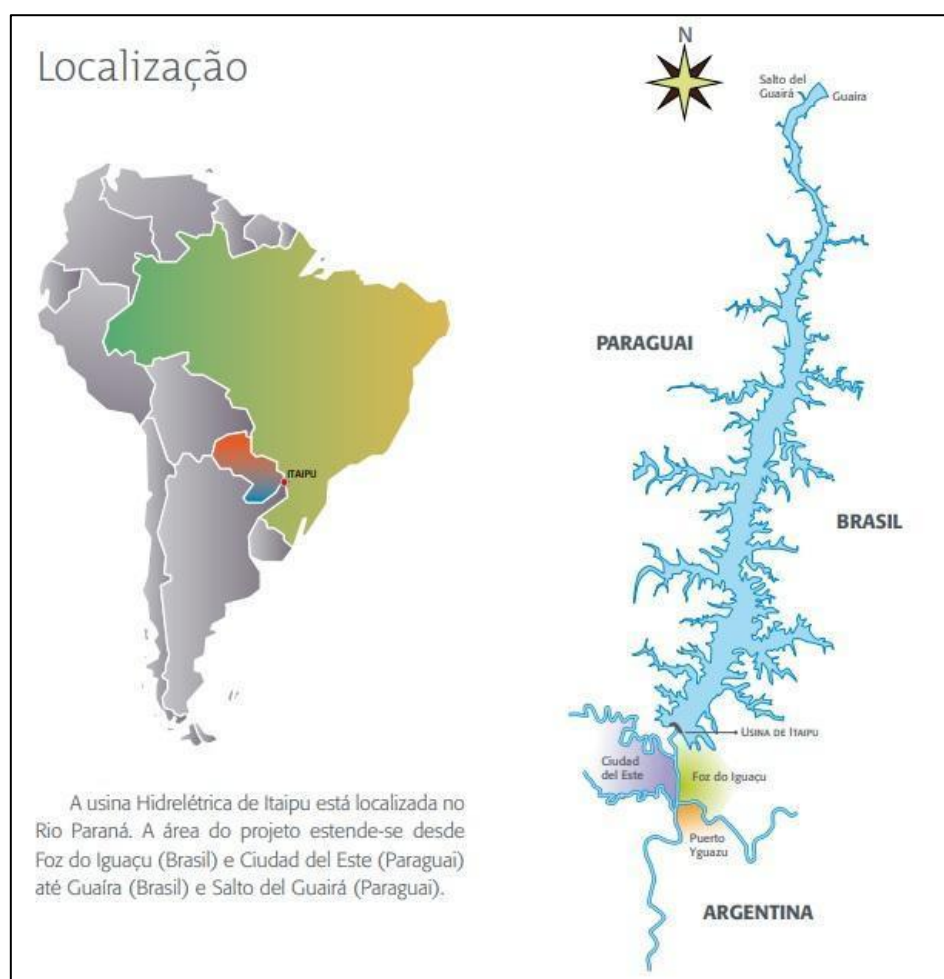 Localização
ITAIPU
A usina Hidrelétrica de Itaipu está localizada no
Rio Paraná. A área do projeto estende-se desde
Foz do Iguaçu (Brasil) e Ciudad del Este (Paraguai)
até Guaíra (Brasil) e Salto del Guairá (Paraguai).
N
Salto del
Guairá
Guaíra
PARAGUAI
BRASIL
USINA DE ITAIPU
Ciudad
del Este
Foz do Iguaçu
Puerto
Yguazu
ARGENTINA